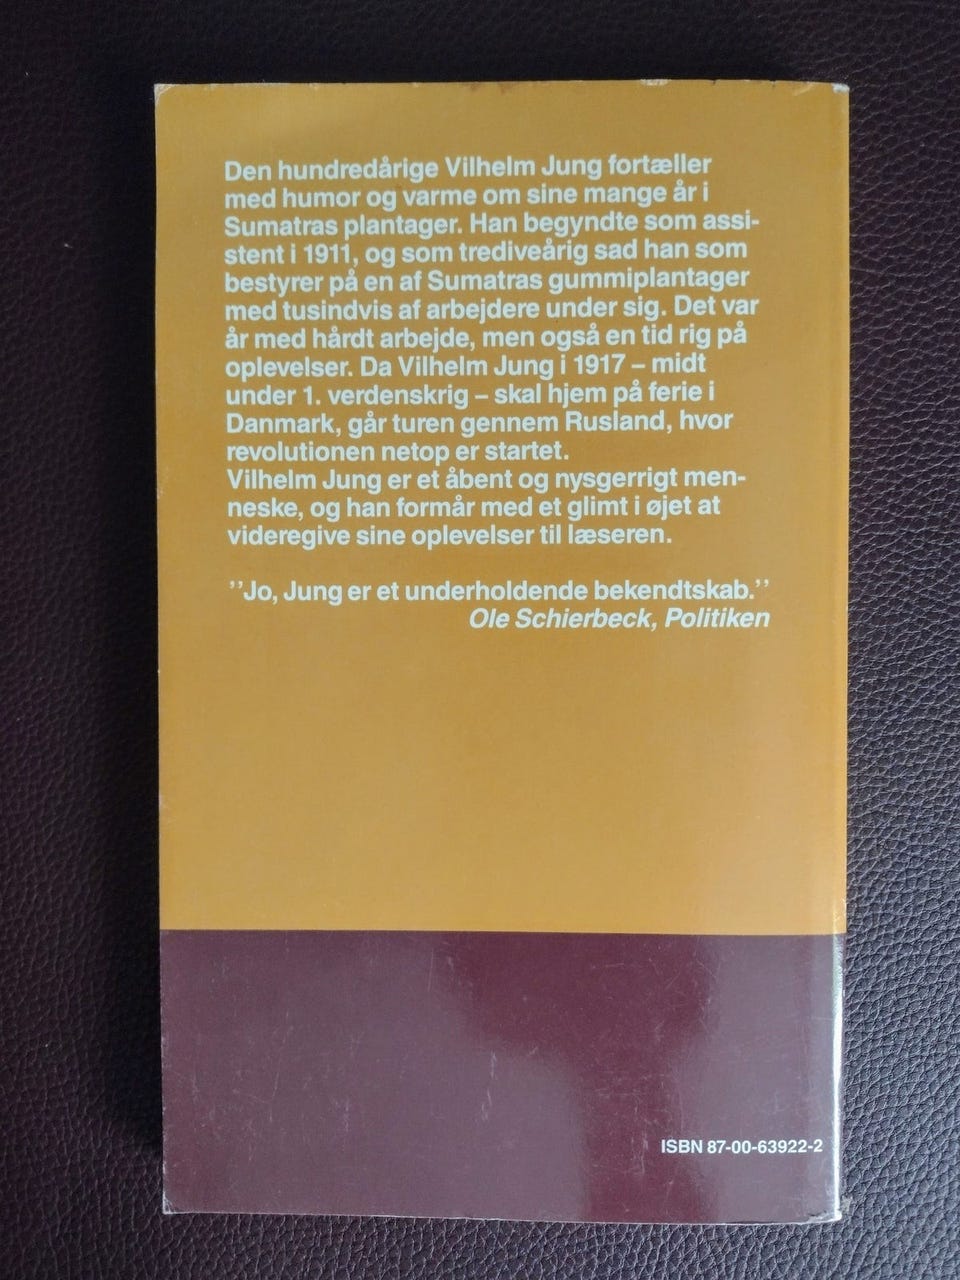 Den hundredårige Vilhelm Jung fortæller
med humor og varme om sine mange år i
Sumatras plantager. Han begyndte som assi-
stent i 1911, og som trediveårig sad han som
bestyrer på en af Sumatras gummiplantager
med tusindvis af arbejdere under sig. Det var
år med hårdt arbejde, men også en tid rig på
oplevelser. Da Vilhelm Jung i 1917 – midt
under 1. verdenskrig – skal hjem på ferie i
Danmark, går turen gennem Rusland, hvor
revolutionen netop er startet.
Vilhelm Jung er et åbent og nysgerrigt men-
neske, og han formår med et glimt i øjet at
videregive sine oplevelser til læseren.
''Jo, Jung er et underholdende bekendtskab.''
Ole Schierbeck, Politiken
ISBN 87-00-63922-2